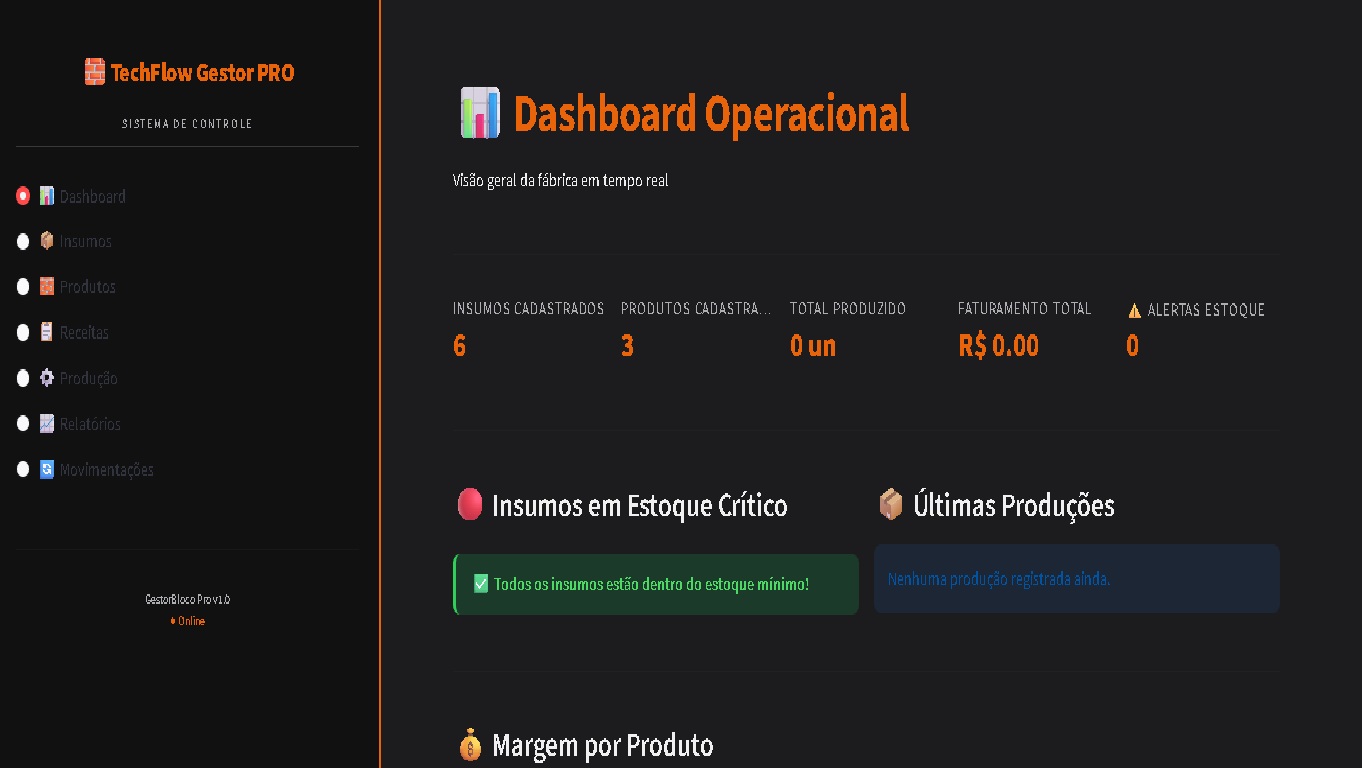 TechFlow Gestor PRO
SISTEMA DE CONTROLE
Dashboard
Insumos
Produtos
Receitas
Produção
Relatórios
Movimentações
GestorBloco Pro v1.0
● Online
Dashboard Operacional
Visão geral da fábrica em tempo real
INSUMOS CADASTRADOS
6
PRODUTOS CADASTRA...
3
TOTAL PRODUZIDO
0 un
FATURAMENTO TOTAL
R$ 0.00
ALERTAS ESTOQUE
0
Insumos em Estoque Crítico
Todos os insumos estão dentro do estoque mínimo!
Últimas Produções
Nenhuma produção registrada ainda.
Margem por Produto